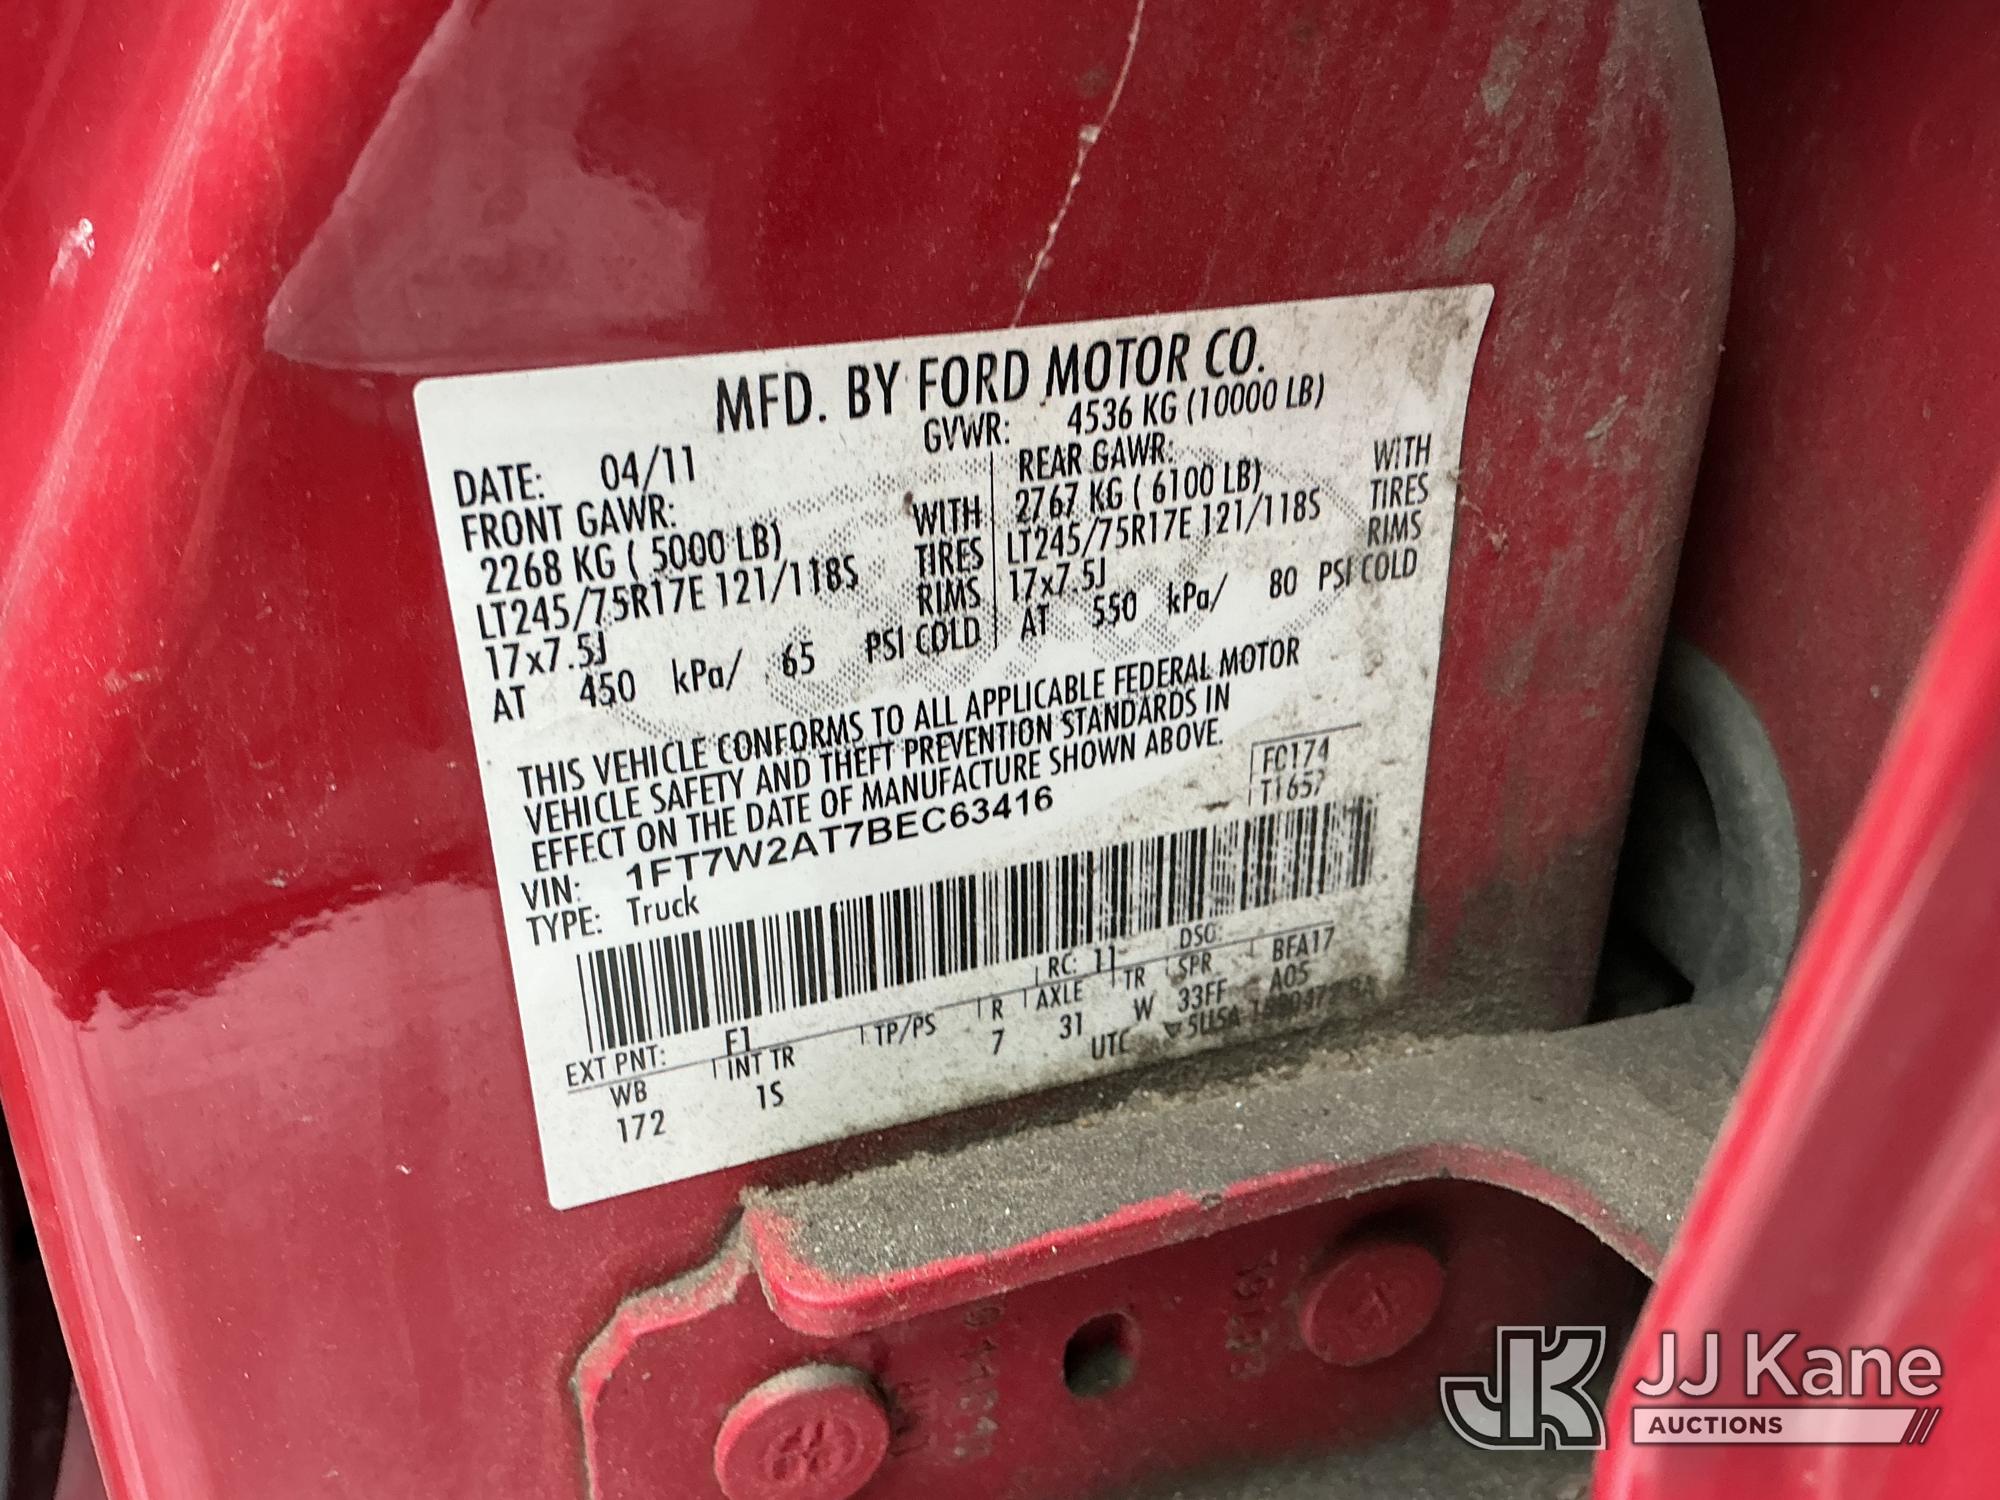 MFD. BY FORD MOTOR CO.
DATE: 04/11 GVWR: 4536 KG (10000 LB)
FRONT GAWR: REAR GAWR:
2268 KG ( 5000 LB) WITH 2767 KG ( 6100 LB) WITH
LT245/75R17E 121/118S TIRES LT245/75R17E 121/118S TIRES
17x7.5J RIMS 17x7.5J RIMS
AT 450 kPa/ 65 PSI COLD AT 550 kPa/ 80 PSI COLD
THIS VEHICLE CONFORMS TO ALL APPLICABLE FEDERAL MOTOR
VEHICLE SAFETY AND THEFT PREVENTION STANDARDS IN
EFFECT ON THE DATE OF MANUFACTURE SHOWN ABOVE.
FC174
VIN: 1FT7W2AT7BEC63416 T1657
TYPE: Truck
EXT PNT: F1 RC: 11 DSO:
WB INT TR TP/PS R AXLE TR SPR BFA17
172 1S 7 31 W 33FF A05
UTC
JK JJ Kane
AUCTIONS